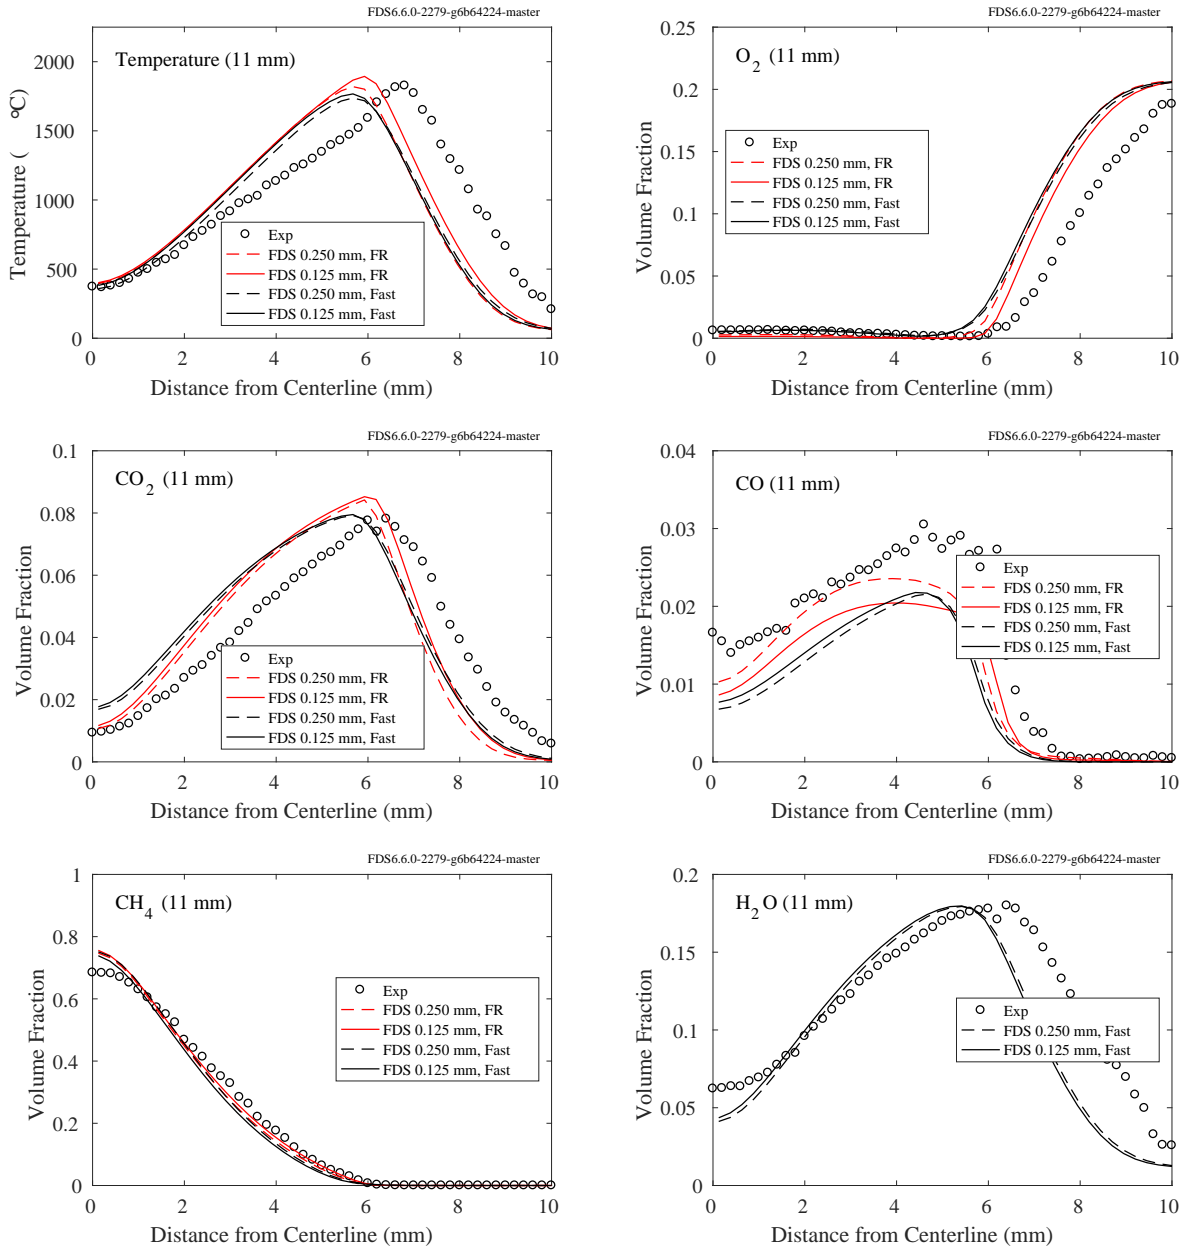 FDS6.6.0-2279-g6b64224-master
Temperature (11 mm)
Temperature (°C)
2000
1500
1000
500
0
Exp
FDS 0.250 mm, FR
FDS 0.125 mm, FR
FDS 0.250 mm, Fast
FDS 0.125 mm, Fast
0 2 4 6 8 10
Distance from Centerline (mm)
FDS6.6.0-2279-g6b64224-master
O2 (11 mm)
Volume Fraction
0.25
0.2
0.15
0.1
0.05
0
Exp
FDS 0.250 mm, FR
FDS 0.125 mm, FR
FDS 0.250 mm, Fast
FDS 0.125 mm, Fast
0 2 4 6 8 10
Distance from Centerline (mm)
FDS6.6.0-2279-g6b64224-master
CO2 (11 mm)
Volume Fraction
0.1
0.08
0.06
0.04
0.02
0
Exp
FDS 0.250 mm, FR
FDS 0.125 mm, FR
FDS 0.250 mm, Fast
FDS 0.125 mm, Fast
0 2 4 6 8 10
Distance from Centerline (mm)
FDS6.6.0-2279-g6b64224-master
CO (11 mm)
Volume Fraction
0.04
0.03
0.02
0.01
0
Exp
FDS 0.250 mm, FR
FDS 0.125 mm, FR
FDS 0.250 mm, Fast
FDS 0.125 mm, Fast
0 2 4 6 8 10
Distance from Centerline (mm)
FDS6.6.0-2279-g6b64224-master
CH4 (11 mm)
Volume Fraction
1
0.8
0.6
0.4
0.2
0
Exp
FDS 0.250 mm, FR
FDS 0.125 mm, FR
FDS 0.250 mm, Fast
FDS 0.125 mm, Fast
0 2 4 6 8 10
Distance from Centerline (mm)
FDS6.6.0-2279-g6b64224-master
H2O (11 mm)
Volume Fraction
0.2
0.15
0.1
0.05
0
Exp
FDS 0.250 mm, Fast
FDS 0.125 mm, Fast
0 2 4 6 8 10
Distance from Centerline (mm)